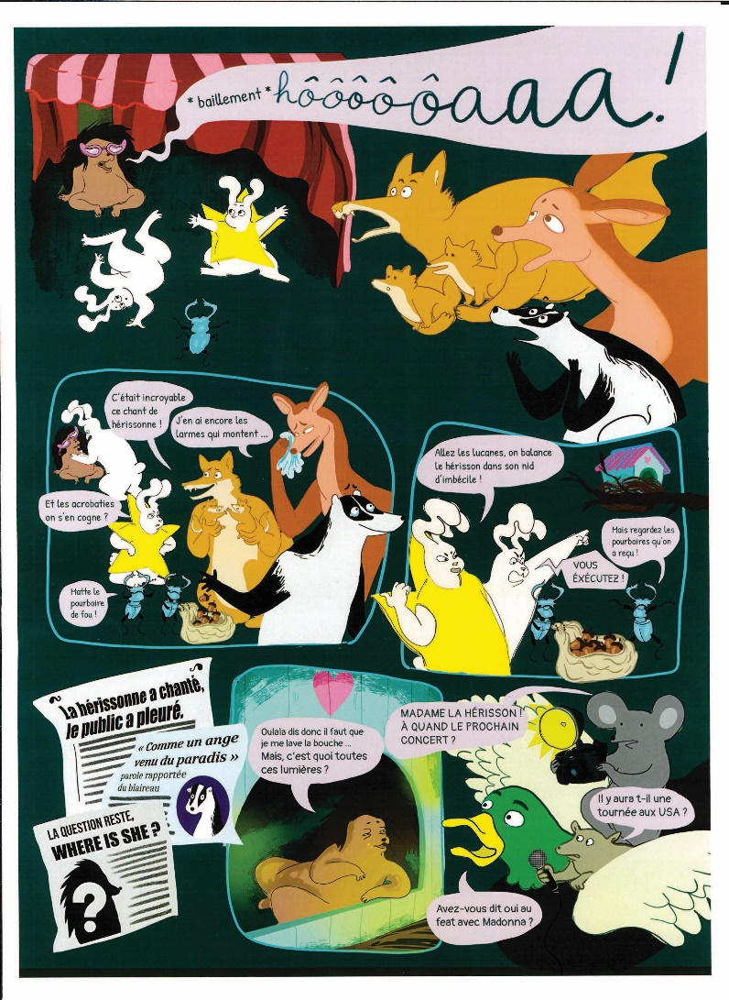 * baillement * hôôôôôaaa!
C'était incroyable
ce chant de
hérissonne !
J'en ai encore les
larmes qui montent ...
Et les acrobaties
on s'en cogne ?
Matte le
pourboire
de fou !
Allez les lucanes, on balance
le hérisson dans son nid
d'imbécile !
Mais regardez les
pourboires qu'on
a reçu !
VOUS
ÉXÉCUTEZ !
La hérissonne a chanté,
le public a pleuré.
« Comme un ange
venu du paradis »
parole rapportée
du blaireau
LA QUESTION RESTE,
WHERE IS SHE ?
?
Oulala dis donc il faut que
je me lave la bouche ...
Mais, c'est quoi toutes
ces lumières ?
MADAME LA HÉRISSON !
À QUAND LE PROCHAIN
CONCERT ?
Il y aura t-il une
tournée aux USA ?
Avez-vous dit oui au
feat avec Madonna ?